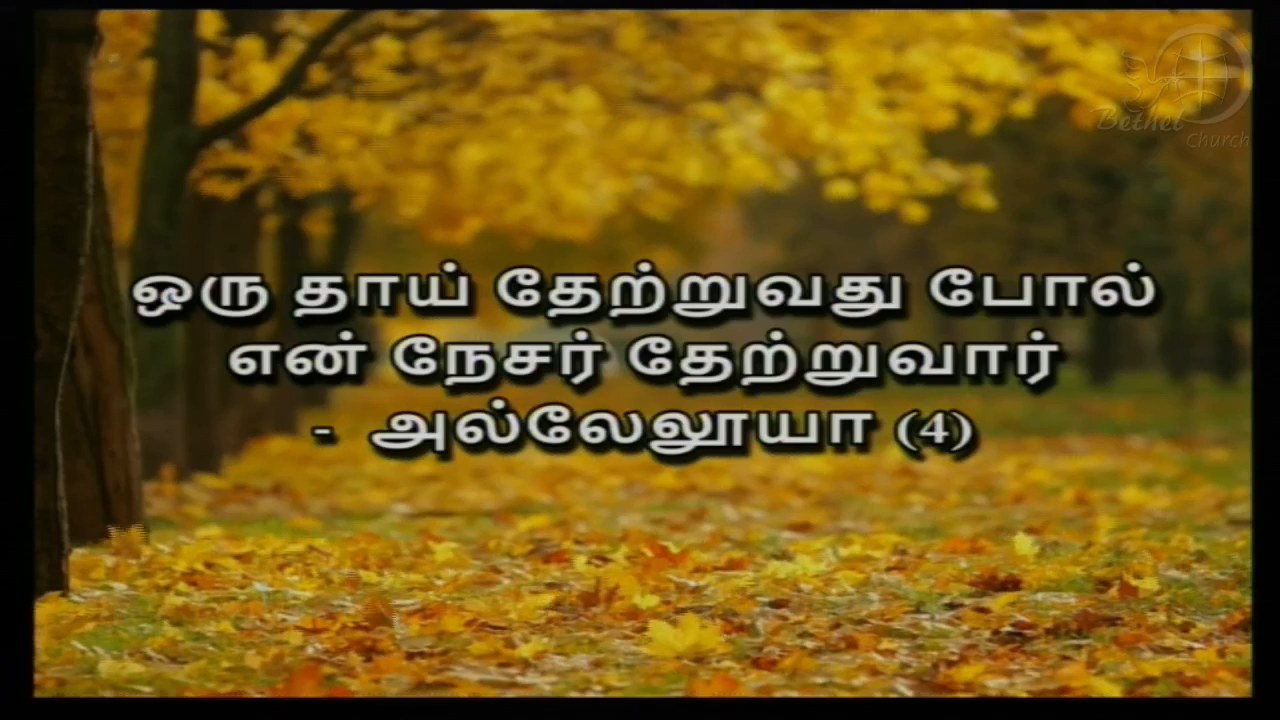 Bethel
Church
ஒரு தாய் தேற்றுவது போல்
என் நேசர் தேற்றுவார்
- அல்லேலூயா (4)